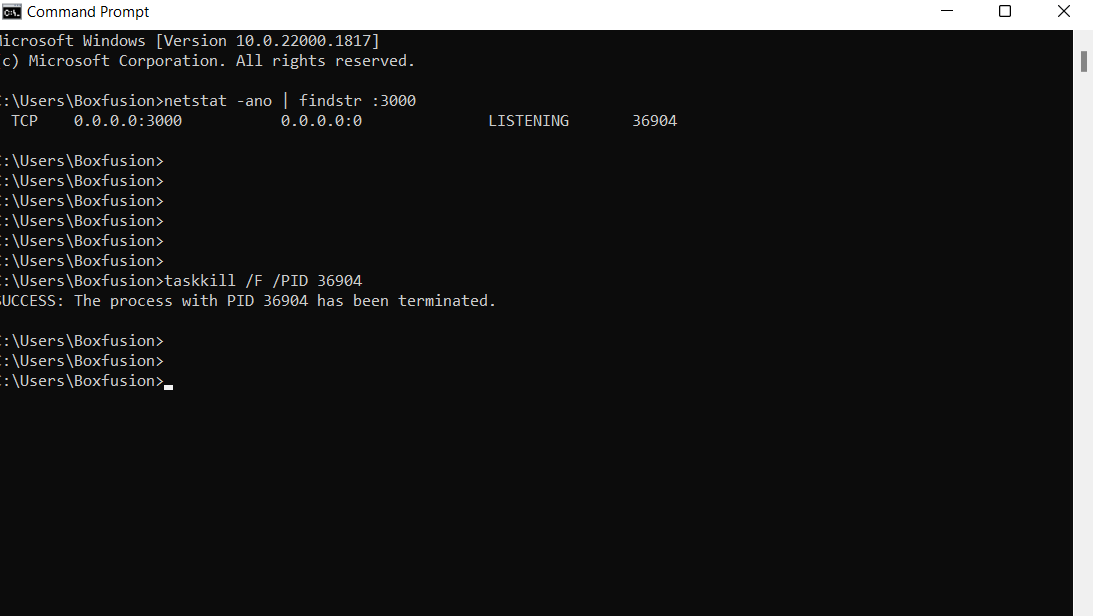 Command Prompt
Microsoft Windows [Version 10.0.22000.1817]
c) Microsoft Corporation. All rights reserved.
:\Users\Boxfusion>netstat -ano | findstr :3000
TCP    0.0.0.0:3000           0.0.0.0:0              LISTENING       36904
:\Users\Boxfusion>
:\Users\Boxfusion>
:\Users\Boxfusion>
:\Users\Boxfusion>
:\Users\Boxfusion>
:\Users\Boxfusion>
:\Users\Boxfusion>taskkill /F /PID 36904
SUCCESS: The process with PID 36904 has been terminated.
:\Users\Boxfusion>
:\Users\Boxfusion>
:\Users\Boxfusion>